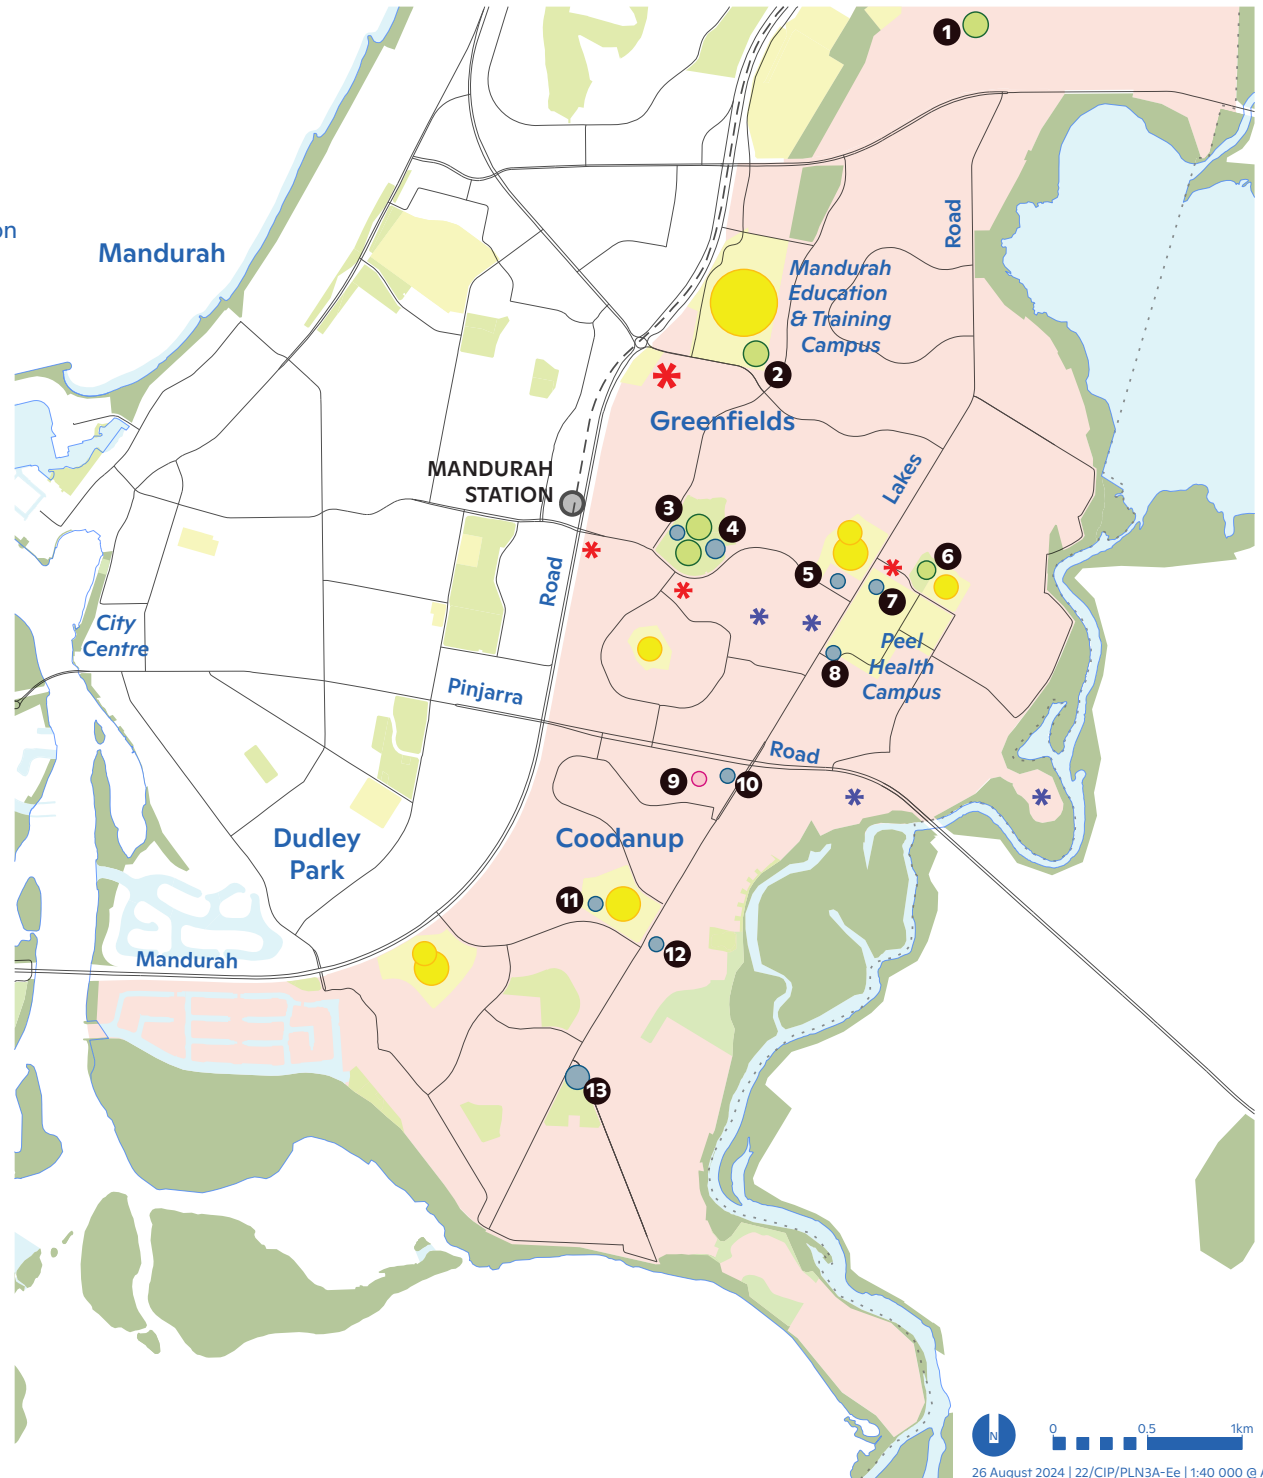 1
on
Mandurah
Road
Mandurah
Education
& Training
Campus
2
Greenfields
MANDURAH
STATION
Lakes
3
4
Road
5
6
7
City
Centre
Peel
Health
Campus
8
Pinjarra
Road
9
10
Dudley
Park
Coodanup
11
12
Mandurah
13
N
0
0.5
1km
26 August 2024 | 22/CIP/PLN3A-Ee | 1:40 000 @ A